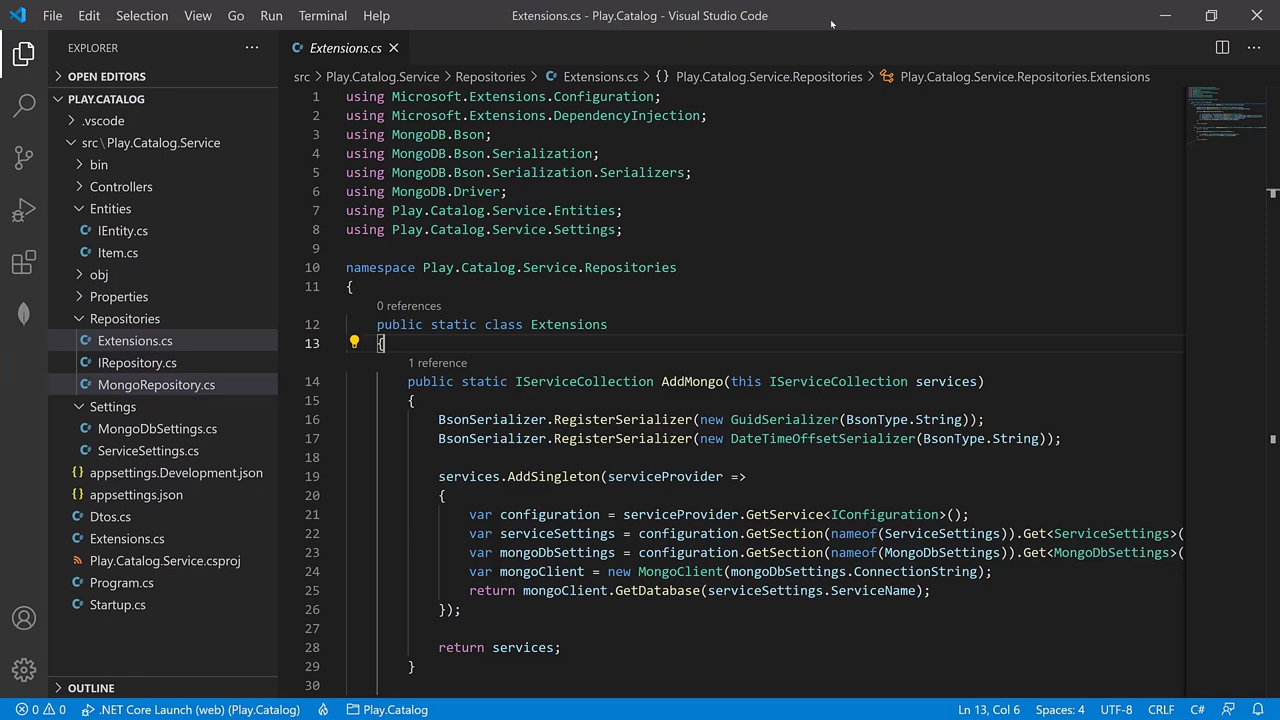 File Edit Selection View Go Run Terminal Help
Extensions.cs - Play.Catalog - Visual Studio Code
EXPLORER
OPEN EDITORS
PLAY.CATALOG
.vscode
src \ Play.Catalog.Service
bin
Controllers
Entities
IEntity.cs
Item.cs
obj
Properties
Repositories
Extensions.cs
IRepository.cs
MongoRepository.cs
Settings
MongoDbSettings.cs
ServiceSettings.cs
appsettings.Development.json
appsettings.json
Dtos.cs
Extensions.cs
Play.Catalog.Service.csproj
Program.cs
Startup.cs
OUTLINE
Extensions.cs
src > Play.Catalog.Service > Repositories > Extensions.cs > {} Play.Catalog.Service.Repositories > Play.Catalog.Service.Repositories.Extensions
1 using Microsoft.Extensions.Configuration;
2 using Microsoft.Extensions.DependencyInjection;
3 using MongoDB.Bson;
4 using MongoDB.Bson.Serialization;
5 using MongoDB.Bson.Serialization.Serializers;
6 using MongoDB.Driver;
7 using Play.Catalog.Service.Entities;
8 using Play.Catalog.Service.Settings;
9
10 namespace Play.Catalog.Service.Repositories
11 {
0 references
12 public static class Extensions
13 {
1 reference
14 public static IServiceCollection AddMongo(this IServiceCollection services)
15 {
16 BsonSerializer.RegisterSerializer(new GuidSerializer(BsonType.String));
17 BsonSerializer.RegisterSerializer(new DateTimeOffsetSerializer(BsonType.String));
18
19 services.AddSingleton(serviceProvider =>
20 {
21 var configuration = serviceProvider.GetService<IConfiguration>();
22 var serviceSettings = configuration.GetSection(nameof(ServiceSettings)).Get<ServiceSettings>(
23 var mongoDbSettings = configuration.GetSection(nameof(MongoDbSettings)).Get<MongoDbSettings>(
24 var mongoClient = new MongoClient(mongoDbSettings.ConnectionString);
25 return mongoClient.GetDatabase(serviceSettings.ServiceName);
26 });
27
28 return services;
29 }
30
0 0 .NET Core Launch (web) (Play.Catalog) Play.Catalog Ln 13, Col 6 Spaces: 4 UTF-8 CRLF C#